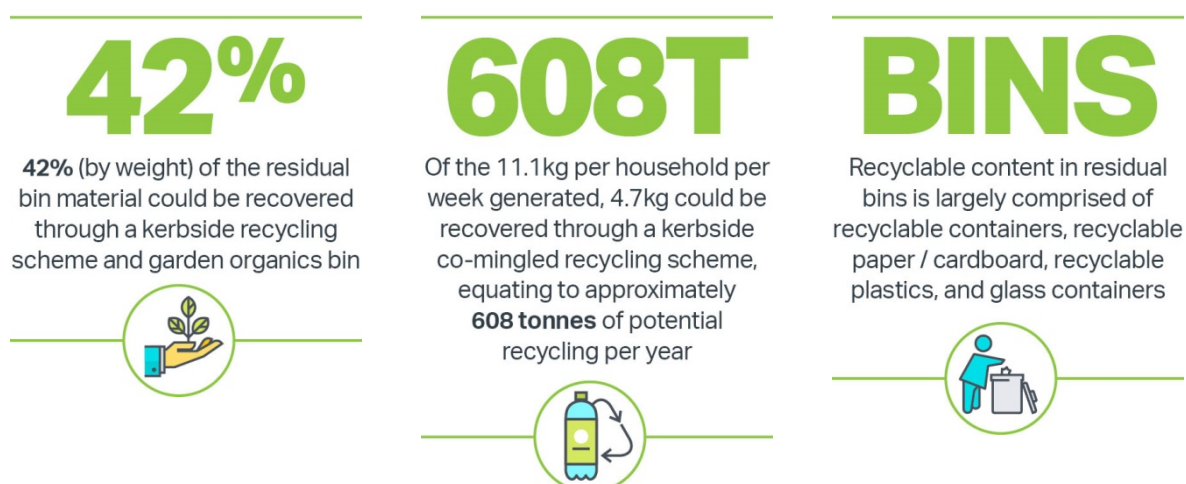 42%
42% (by weight) of the residual
bin material could be recovered
through a kerbside recycling
scheme and garden organics bin
608T
Of the 11.1kg per household per
week generated, 4.7kg could be
recovered through a kerbside
co-mingled recycling scheme,
equating to approximately
608 tonnes of potential
recycling per year
BINS
Recyclable content in residual
bins is largely comprised of
recyclable containers, recyclable
paper / cardboard, recyclable
plastics, and glass containers